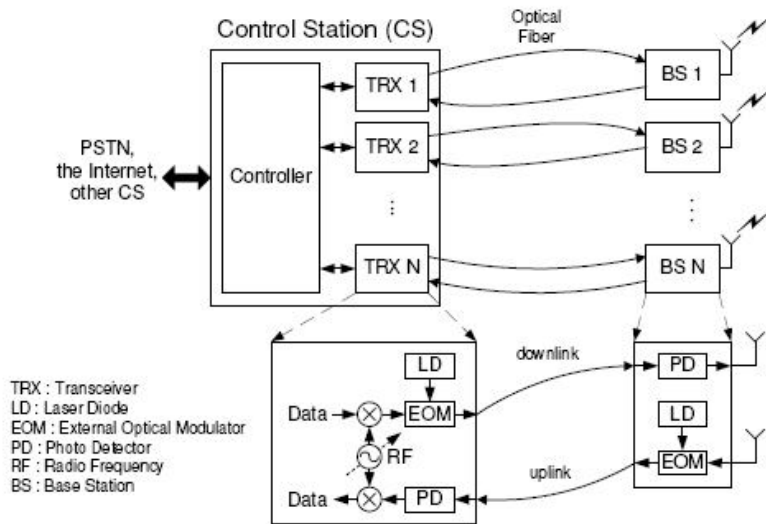 Control Station (CS)
Optical
Fiber
TRX 1
BS 1
TRX 2
BS 2
PSTN,
the Internet,
other CS
Controller
...
...
TRX N
BS N
TRX : Transceiver
LD : Laser Diode
EOM : External Optical Modulator
PD : Photo Detector
RF : Radio Frequency
BS : Base Station
LD
Data
EOM
RF
Data
PD
downlink
uplink
PD
LD
EOM